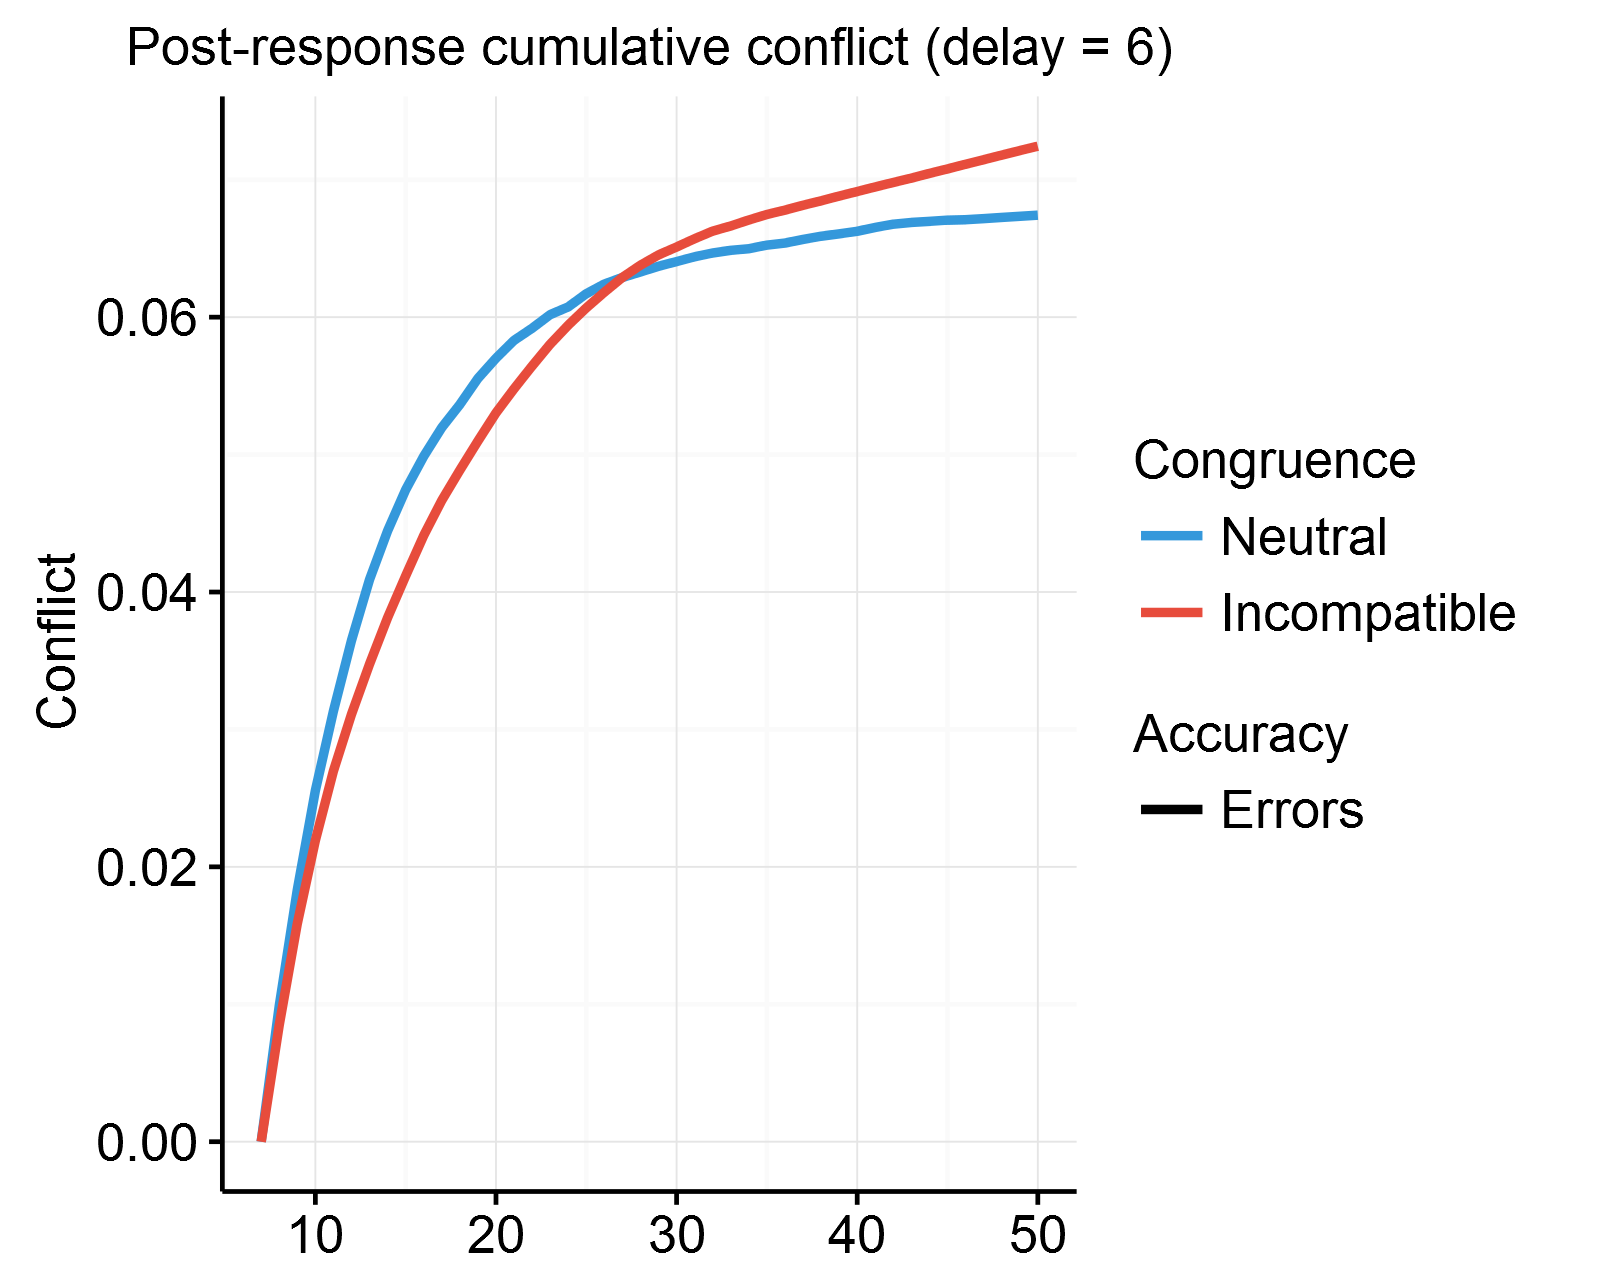 Post-response cumulative conflict (delay = 6)
Conflict
0.06
0.04
0.02
0.00
10 20 30 40 50
Congruence
Neutral
Incompatible
Accuracy
Errors